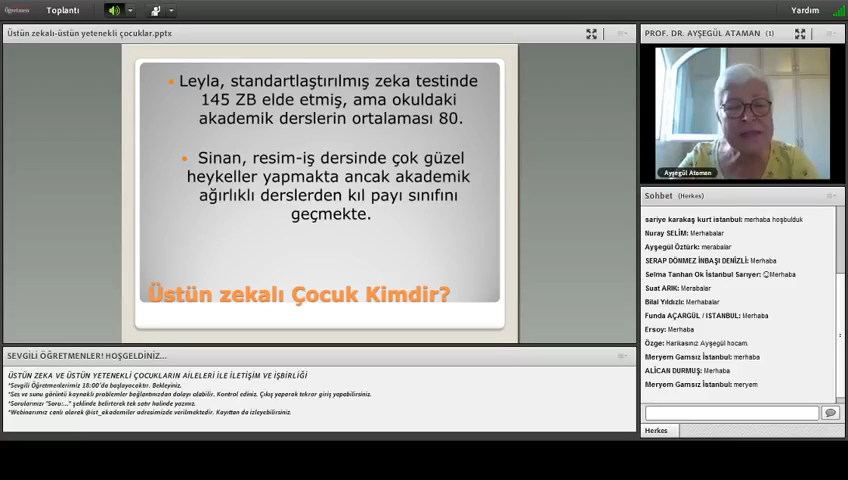 Öğretmen Toplantı Yardım
Üstün zekalı-üstün yetenekli çocuklar.pptx
Leyla, standartlaştırılmış zeka testinde
145 ZB elde etmiş, ama okuldaki
akademik derslerin ortalaması 80.
Sinan, resim-iş dersinde çok güzel
heykeller yapmakta ancak akademik
ağırlıklı derslerden kıl payı sınıfını
geçmekte.
Üstün zekalı Çocuk Kimdir?
SEVGİLİ ÖĞRETMENLER! HOŞGELDİNİZ...
ÜSTÜN ZEKA VE ÜSTÜN YETENEKLİ ÇOCUKLARIN AİLELERİ İLE İLETİŞİM VE İŞBİRLİĞİ
*Sevgili Öğretmenlerimiz 18:00'da başlayacaktır. Bekleyiniz.
*Ses ve sunu görüntü kaynaklı problemler bağlantınızdan dolayı olabilir. Kontrol ediniz. Çıkış yaparak tekrar giriş yapabilirsiniz.
*Sorularınızı "Soru:..." şeklinde belirterek tek satır halinde yazınız.
*Webinarımız canlı olarak @ist_akademiler adresimizde verilmektedir. Kayıttan da izleyebilirsiniz.
PROF. DR. AYŞEGÜL ATAMAN (1)
Ayşegül Ataman
Sohbet (Herkes)
sariye karakaş kurt istanbul: merhaba hoşbulduk
Nuray SELİM: Merhabalar
Ayşegül Öztürk: merabalar
SERAP DÖNMEZ İNBAŞI DENİZLİ: Merhaba
Selma Tanhan Ok İstanbul Sarıyer: ☺Merhaba
Suat ARIK: Merabalar
Bilal Yıldızlı: Merhabalar
Funda AÇARGÜL / ISTANBUL: Merhaba
Ersoy: Merhaba
Özge: Harikasınız Ayşegül hocam.
Meryem Gamsız İstanbul: merhaba
ALİCAN DURMUŞ: Merhaba
Meryem Gamsız İstanbul: meryem
Herkes